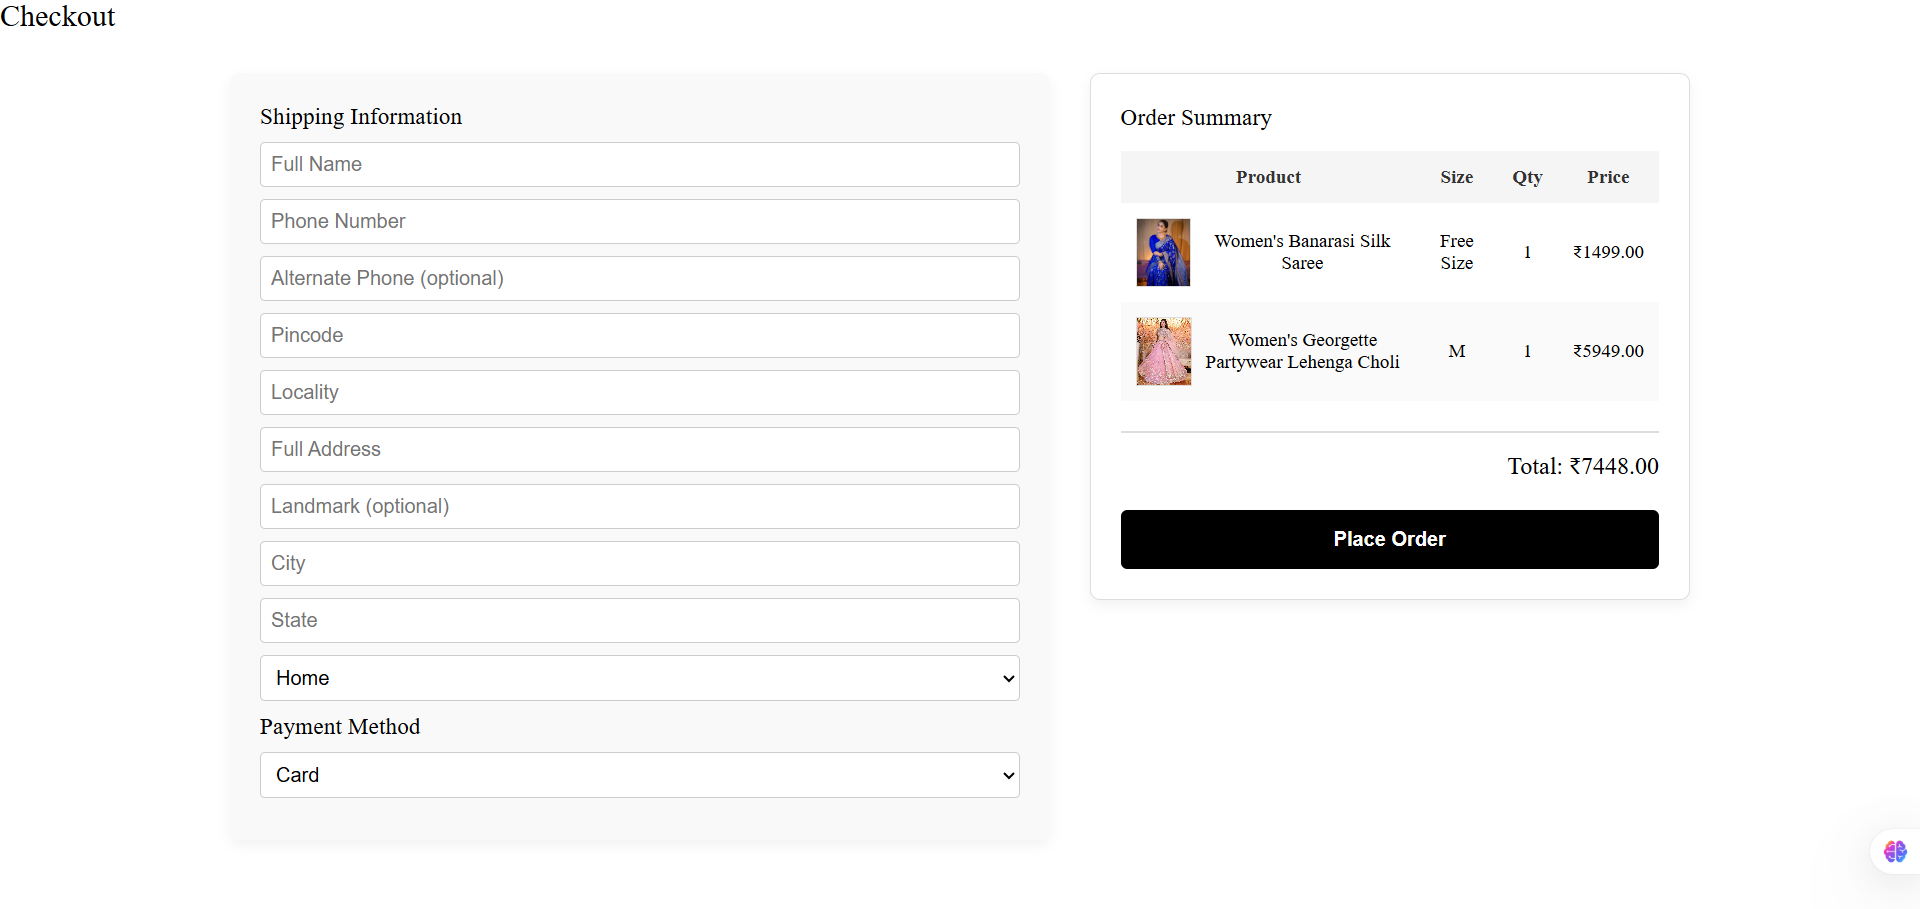 Checkout
Shipping Information
Full Name
Phone Number
Alternate Phone (optional)
Pincode
Locality
Full Address
Landmark (optional)
City
State
Home
Payment Method
Card
Order Summary
Product Size Qty Price
Women's Banarasi Silk
Saree
Free
Size
1
₹1499.00
Women's Georgette
Partywear Lehenga Choli
M
1
₹5949.00
Total: ₹7448.00
Place Order